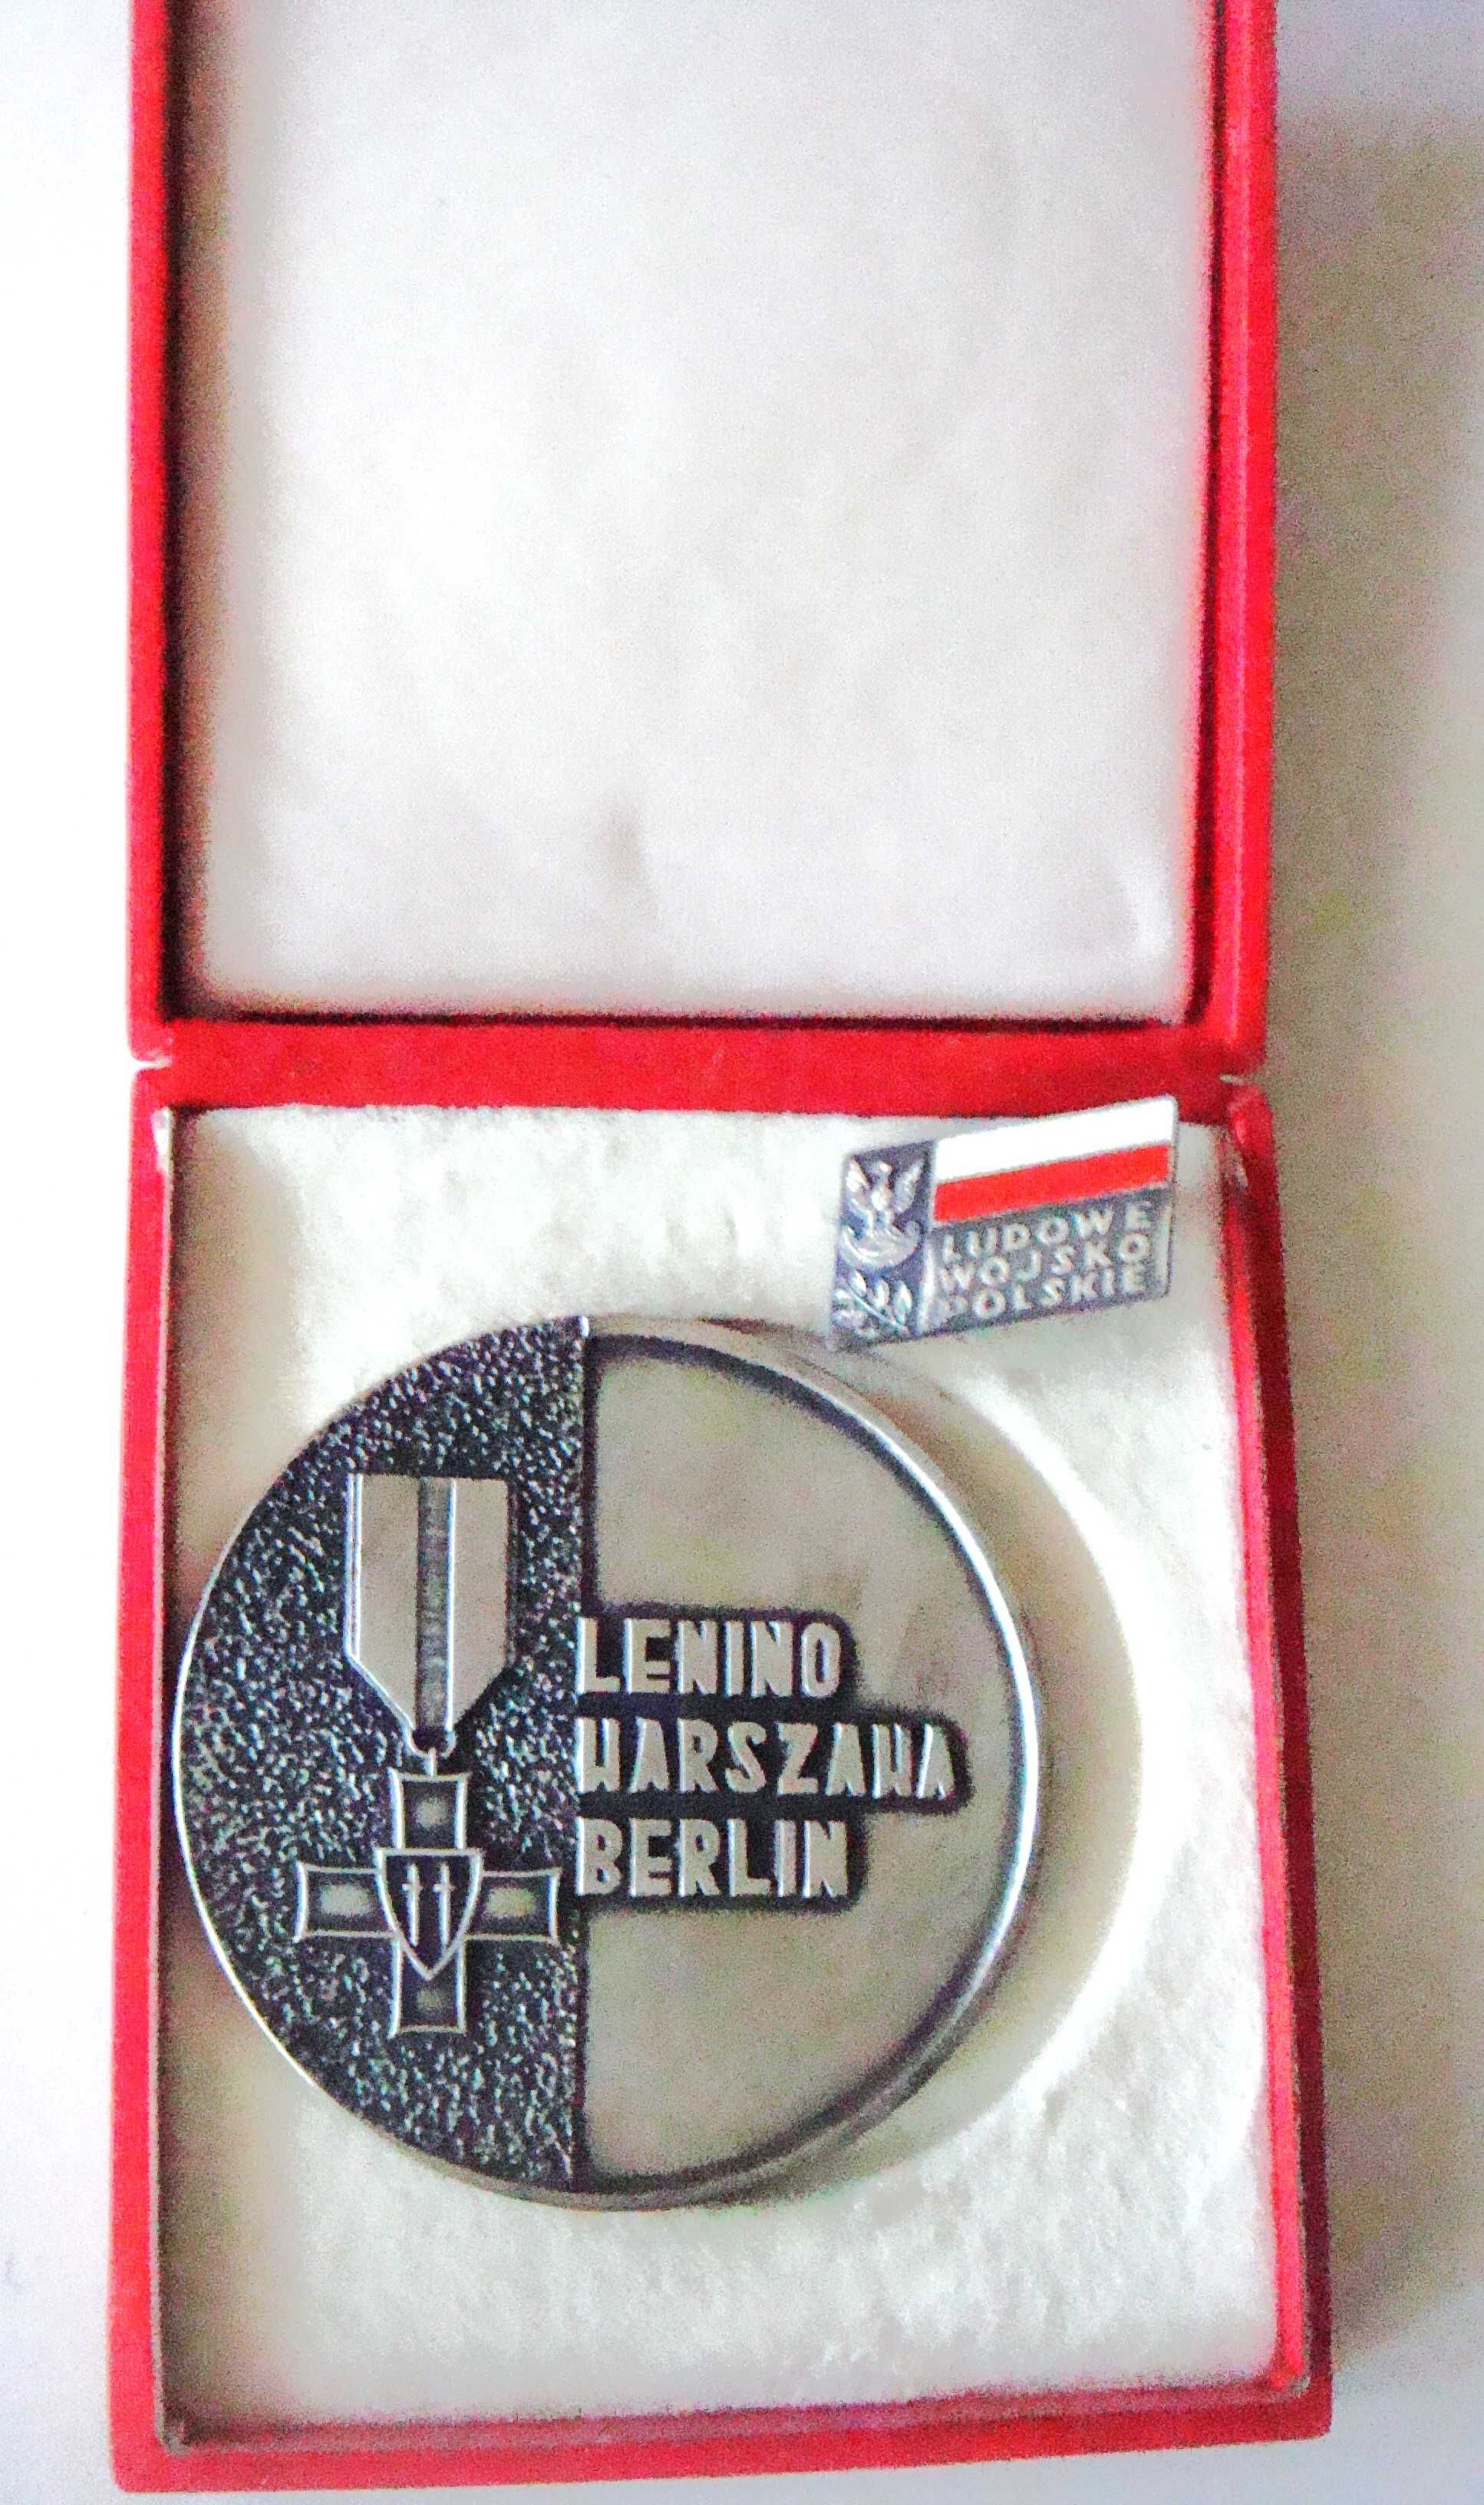 LUDOWE
WOJSKO
POLSKIE
LENINO
WARSZAWA
BERLIN